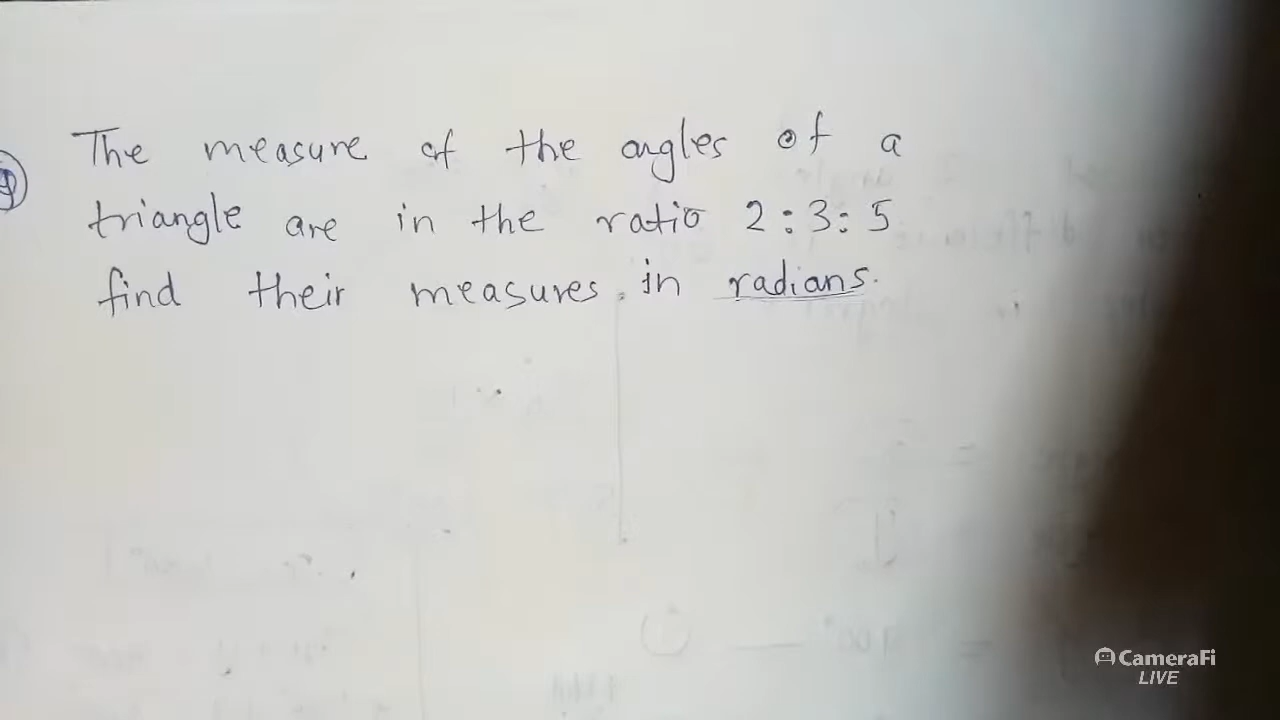 The measure of the angles of a
triangle are in the ratio 2:3:5
find their measures in radians.
CameraFi
LIVE